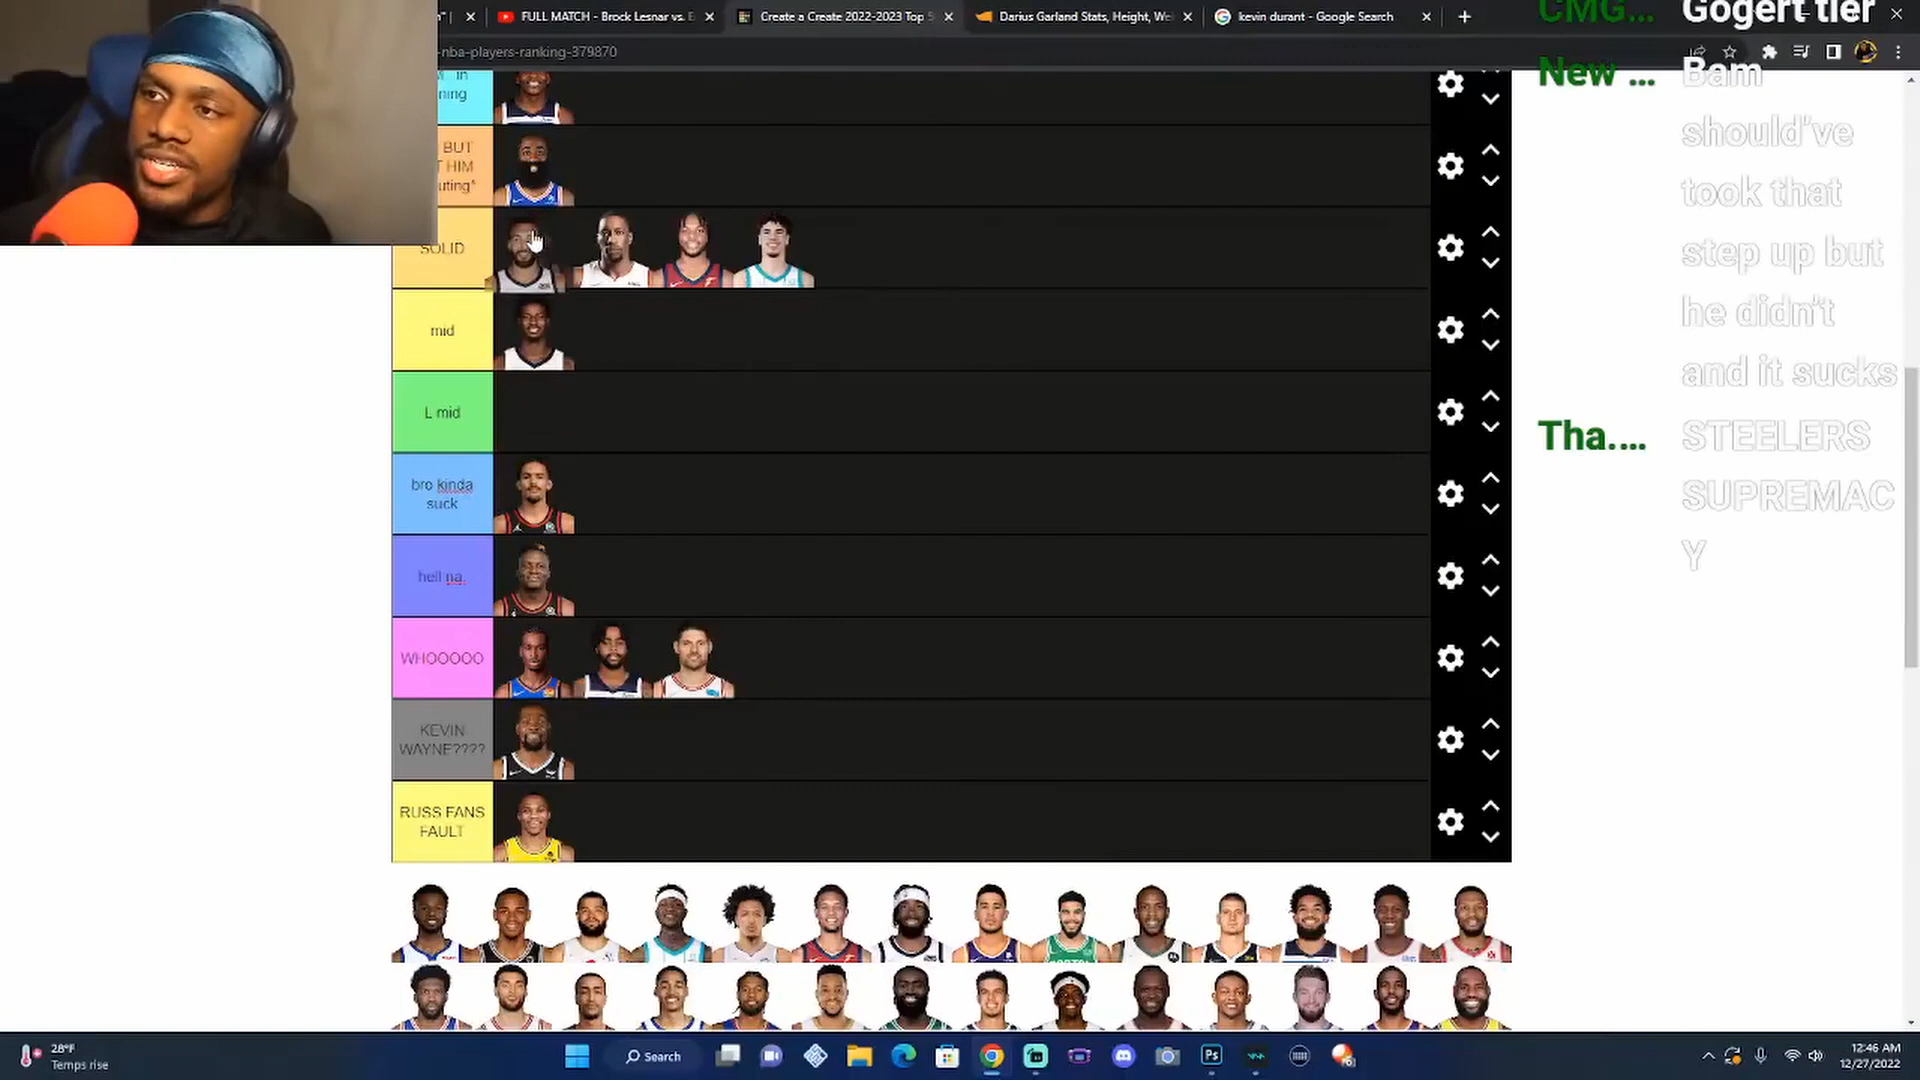 FULL MATCH - Brock Lesnar vs. E
Create a Create 2022-2023 Top 5
Darius Garland Stats, Height, We
kevin durant - Google Search
-nba-players-ranking-379870
CMG... Gogert tier
New ... Bam
should've
took that
step up but
he didn't
and it sucks
Tha.... STEELERS
SUPREMAC
Y
in
ning
BUT
T HIM
uting*
SOLID
mid
L mid
bro kinda
suck
hell na.
WHOOOOO
KEVIN
WAYNE????
RUSS FANS
FAULT
28°F
Temps rise
Search
12:46 AM
12/27/2022